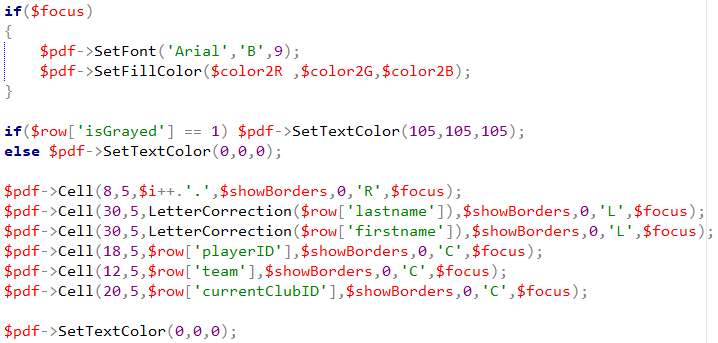 if($focus)
{
    $pdf->SetFont('Arial','B',9);
    $pdf->SetFillColor($color2R ,$color2G,$color2B);
}

if($row['isGrayed'] == 1) $pdf->SetTextColor(105,105,105);
else $pdf->SetTextColor(0,0,0);

$pdf->Cell(8,5,$i++.'.',$showBorders,0,'R',$focus);
$pdf->Cell(30,5,LetterCorrection($row['lastname']),$showBorders,0,'L',$focus);
$pdf->Cell(30,5,LetterCorrection($row['firstname']),$showBorders,0,'L',$focus);
$pdf->Cell(18,5,$row['playerID'],$showBorders,0,'C',$focus);
$pdf->Cell(12,5,$row['team'],$showBorders,0,'C',$focus);
$pdf->Cell(20,5,$row['currentClubID'],$showBorders,0,'C',$focus);

$pdf->SetTextColor(0,0,0);